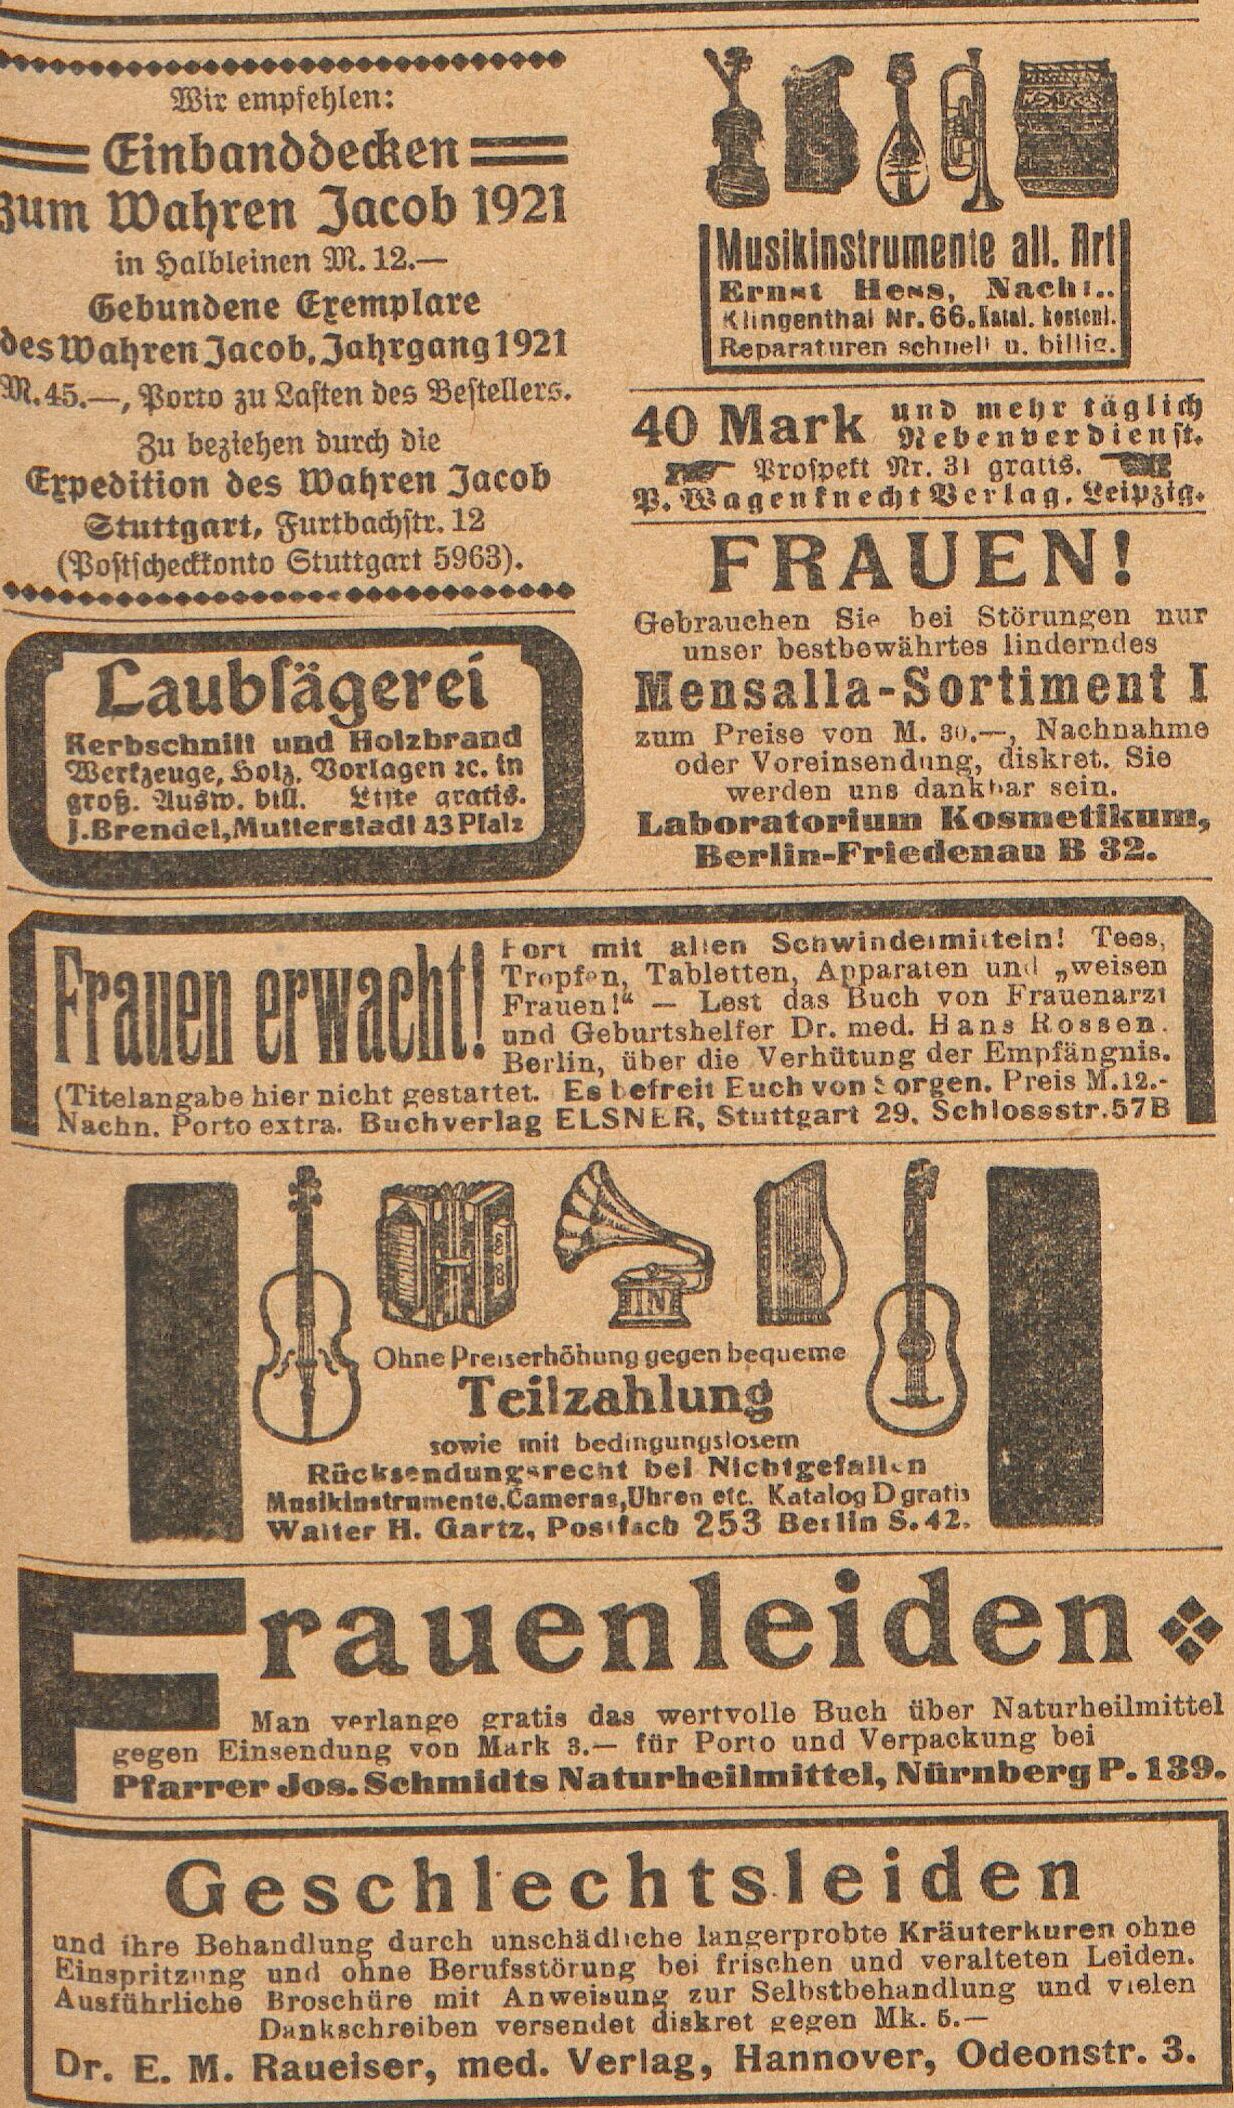 Wir empfehlen:
Einbanddecken
zum Wahren Jacob 1921
in Halbleinen M. 12.—
Gebundene Exemplare
des Wahren Jacob, Jahrgang 1921
M. 45.—, Porto zu Lasten des Bestellers.
Zu beziehen durch die
Expedition des Wahren Jacob
Stuttgart, Furtbachstr. 12
(Postscheckkonto Stuttgart 5963).
Laubsägerei
Kerbschnitt und Holzbrand
Werkzeuge, Holz, Vorlagen ꝛc. in
groß. Ausw. bill. Liste gratis.
J. Brendel, Mutterstadt 43 Pfalz
Musikinstrumente all. Art
Ernst Hess, Nachf..
Klingenthal Nr. 66. Katal. kostenl.
Reparaturen schnell u. billig.
40 Mark und mehr täglich
Nebenverdienst.
Prospekt Nr. 31 gratis.
P. Wagenknecht Verlag, Leipzig.
FRAUEN!
Gebrauchen Sie bei Störungen nur
unser bestbewährtes linderndes
Mensalla-Sortiment I
zum Preise von M. 30.—, Nachnahme
oder Voreinsendung, diskret. Sie
werden uns dankbar sein.
Laboratorium Kosmetikum,
Berlin-Friedenau B 32.
Frauen erwacht!
Fort mit allen Schwindelmitteln! Tees,
Tropfen, Tabletten, Apparaten und „weisen
Frauen!“ — Lest das Buch von Frauenarzt
und Geburtshelfer Dr. med. Hans Rossen.
Berlin, über die Verhütung der Empfängnis.
(Titelangabe hier nicht gestattet. Es befreit Euch von Sorgen. Preis M.12.-
Nachn. Porto extra. Buchverlag ELSNER, Stuttgart 29, Schlossstr. 57B
Ohne Preiserhöhung gegen bequeme
Teilzahlung
sowie mit bedingungslosem
Rücksendungsrecht bei Nichtgefallen
Musikinstrumente, Cameras, Uhren etc. Katalog D gratis
Walter H. Gartz, Postfach 253 Berlin S. 42.
Frauenleiden
Man verlange gratis das wertvolle Buch über Naturheilmittel
gegen Einsendung von Mark 3.— für Porto und Verpackung bei
Pfarrer Jos. Schmidts Naturheilmittel, Nürnberg P. 139.
Geschlechtsleiden
und ihre Behandlung durch unschädliche langerprobte Kräuterkuren ohne
Einspritzung und ohne Berufsstörung bei frischen und veralteten Leiden.
Ausführliche Broschüre mit Anweisung zur Selbstbehandlung und vielen
Dankschreiben versendet diskret gegen Mk. 5.—
Dr. E. M. Raueiser, med. Verlag, Hannover, Odeonstr. 3.